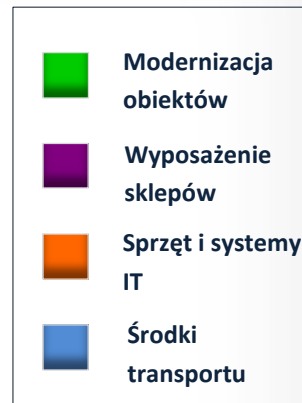 Modernizacja
obiektów
Wyposażenie
sklepów
Sprzęt i systemy
IT
Środki
transportu